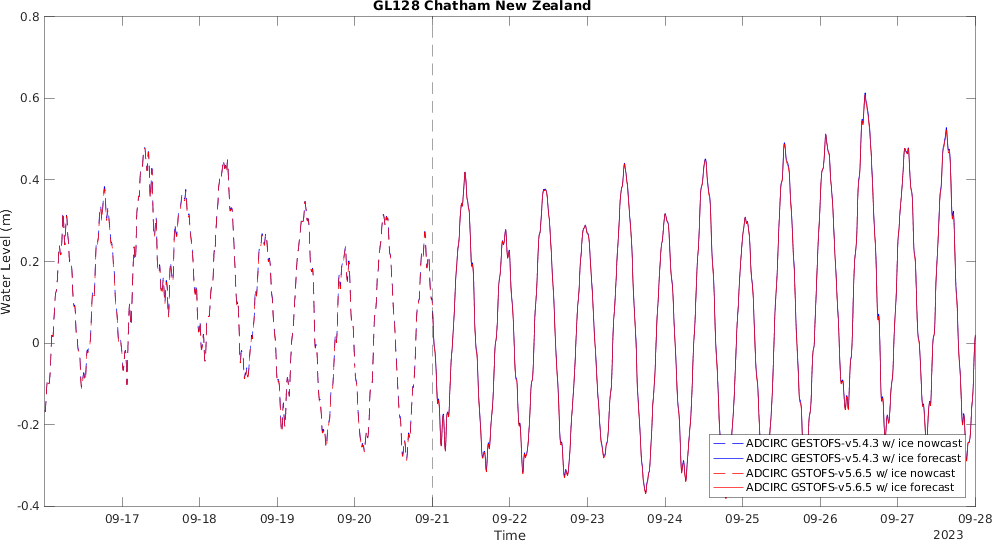 GL128 Chatham New Zealand
Water Level (m)
0.8
0.6
0.4
0.2
0
-0.2
-0.4
ADCIRC GESTOFS-v5.4.3 w/ ice nowcast
ADCIRC GESTOFS-v5.4.3 w/ ice forecast
ADCIRC GSTOFS-v5.6.5 w/ ice nowcast
ADCIRC GSTOFS-v5.6.5 w/ ice forecast
09-17 09-18 09-19 09-20 09-21 09-22 09-23 09-24 09-25 09-26 09-27 09-28
Time
2023